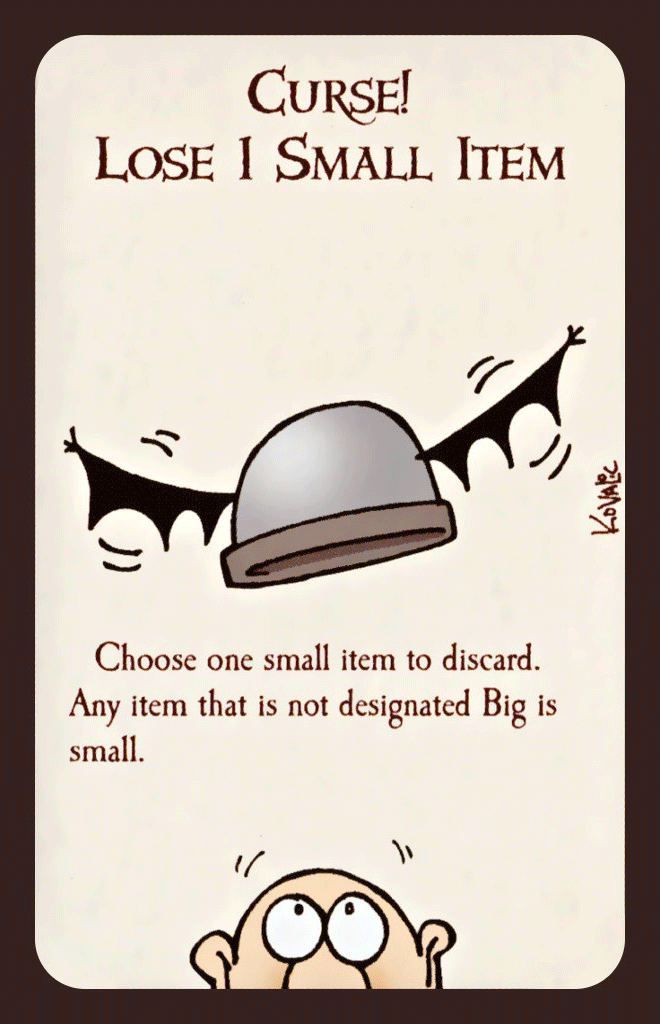 Curse!
Lose 1 Small Item
Kovalic
Choose one small item to discard.
Any item that is not designated Big is
small.